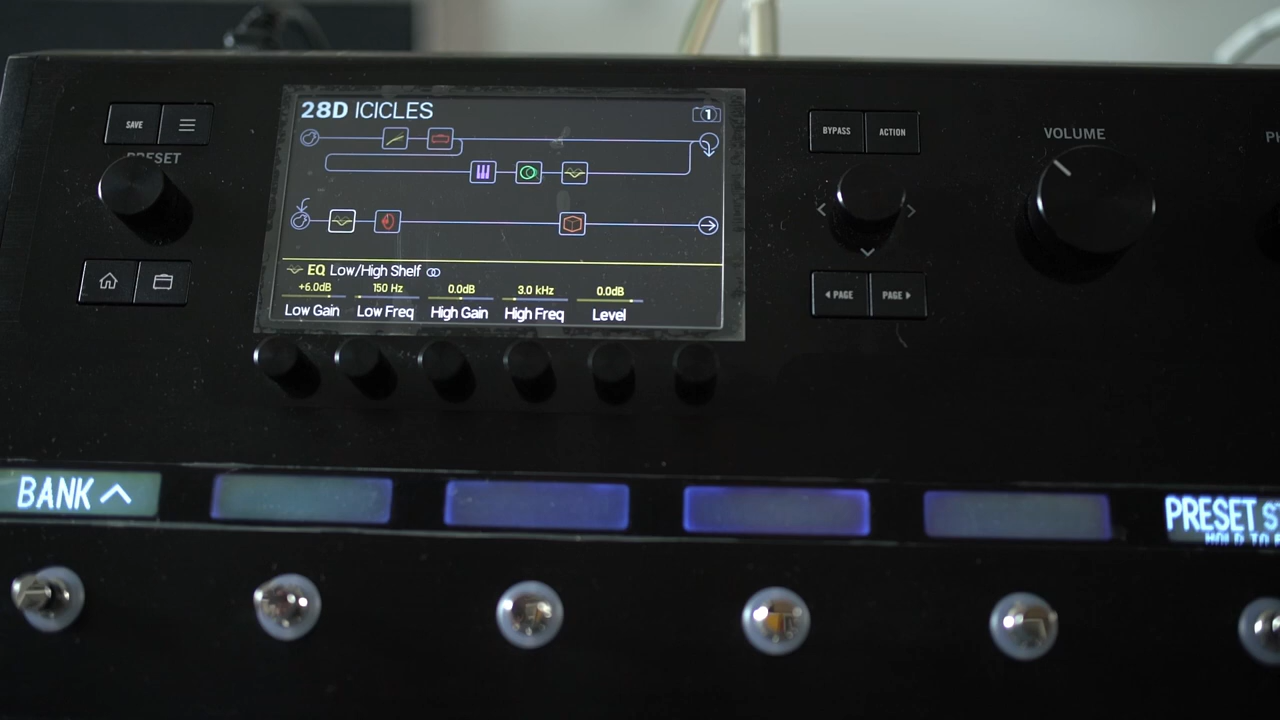 28D ICICLES
1
SAVE
PRESET
BYPASS ACTION
VOLUME
EQ Low/High Shelf
+6.0dB 150 Hz 0.0dB 3.0 kHz 0.0dB
Low Gain Low Freq High Gain High Freq Level
PAGE PAGE
BANK
PRESET